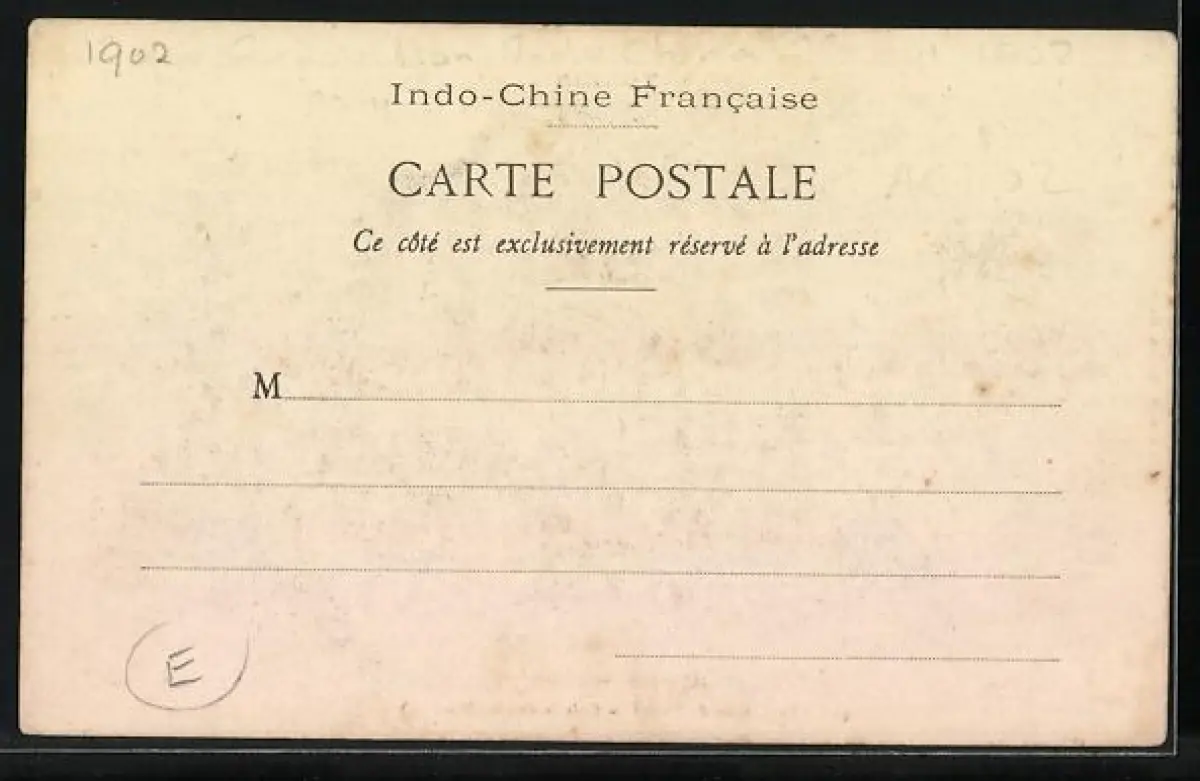 1902
Indo-Chine Française
CARTE POSTALE
Ce côté est exclusivement réservé à l'adresse
M
E